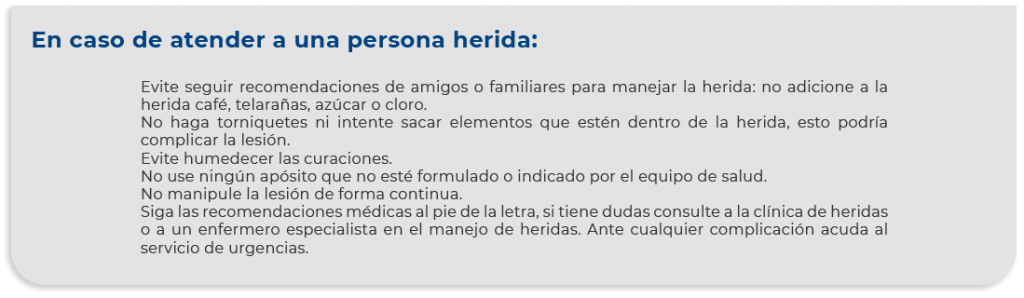 En caso de atender a una persona herida:
Evite seguir recomendaciones de amigos o familiares para manejar la herida: no adicione a la
herida café, telarañas, azúcar o cloro.
No haga torniquetes ni intente sacar elementos que estén dentro de la herida, esto podría
complicar la lesión.
Evite humedecer las curaciones.
No use ningún apósito que no esté formulado o indicado por el equipo de salud.
No manipule la lesión de forma continua.
Siga las recomendaciones médicas al pie de la letra, si tiene dudas consulte a la clínica de heridas
o a un enfermero especialista en el manejo de heridas. Ante cualquier complicación acuda al
servicio de urgencias.